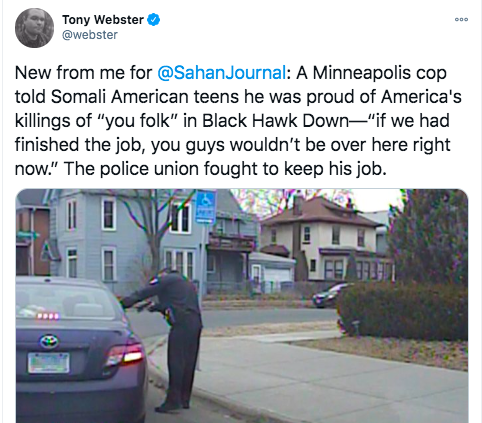 Tony Webster
@webster
New from me for @SahanJournal: A Minneapolis cop
told Somali American teens he was proud of America's
killings of “you folk” in Black Hawk Down—“if we had
finished the job, you guys wouldn’t be over here right
now.” The police union fought to keep his job.